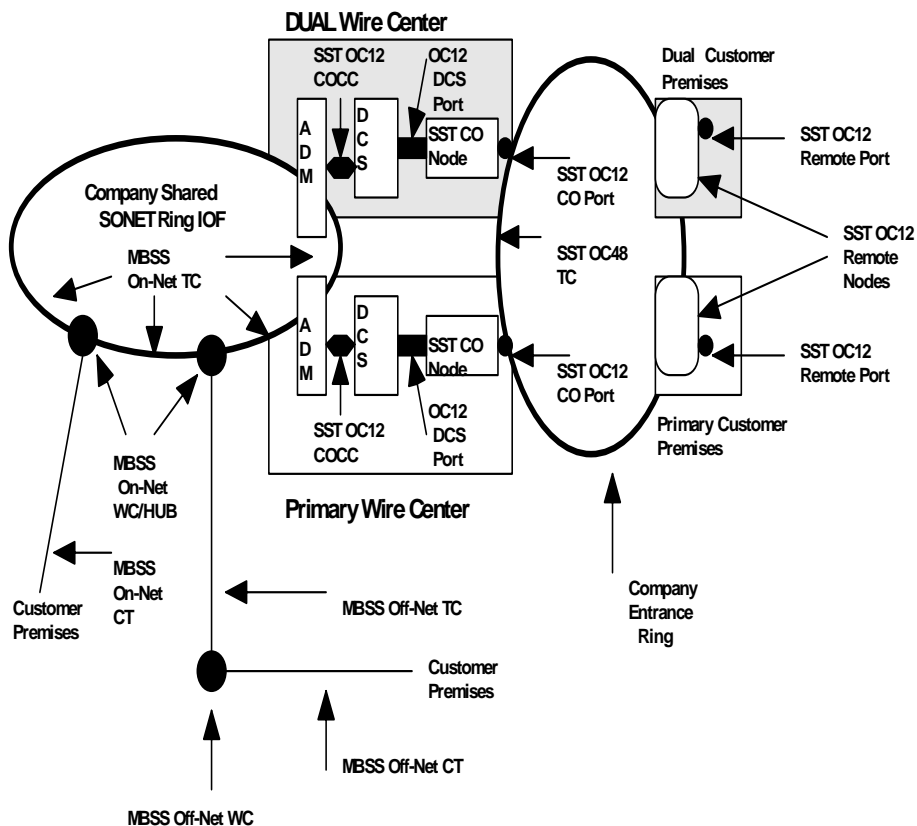 DUAL Wire Center
SST OC12
COCC
OC12
DCS
Port
Dual Customer
Premises
A
D
M
D
C
S
SST CO
Node
SST OC12
CO Port
SST OC12
Remote Port
Company Shared
SONET Ring IOF
MBSS
On-Net TC
SST OC48
TC
SST OC12
Remote
Nodes
A
D
M
D
C
S
SST CO
Node
SST OC12
CO Port
SST OC12
Remote Port
SST OC12
COCC
OC12
DCS
Port
Primary Customer
Premises
MBSS
On-Net
WC/HUB
Primary Wire Center
MBSS
On-Net
CT
Customer
Premises
MBSS Off-Net TC
Company
Entrance
Ring
Customer
Premises
MBSS Off-Net CT
MBSS Off-Net WC